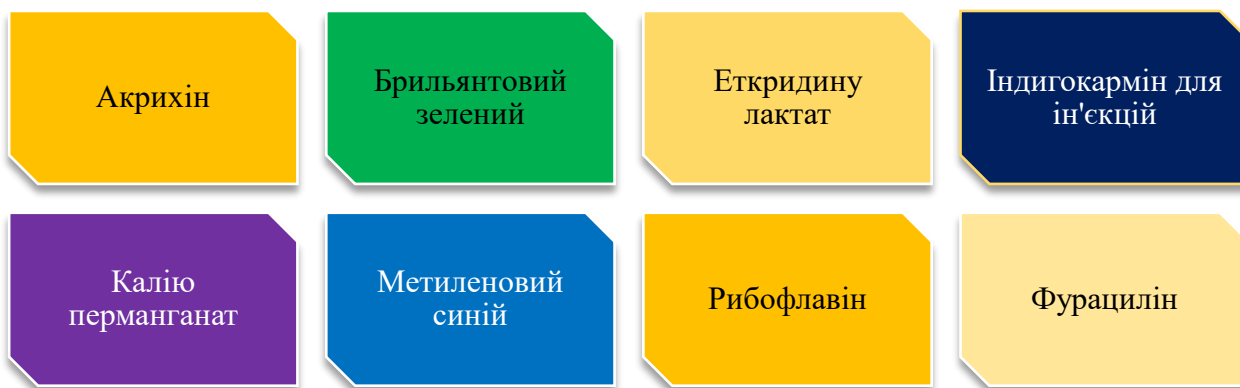 Акрихін
Брильянтовий
зелений
Еткридину
лактат
Індигокармін для
ін'єкцій
Калію
перманганат
Метиленовий
синій
Рибофлавін
Фурацилін